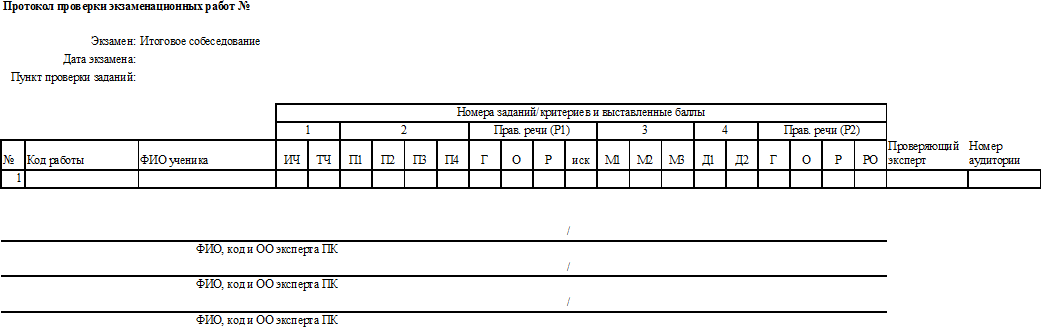 Протокол проверки экзаменационных работ №
Экзамен: Итоговое собеседование
Дата экзамена:
Пункт проверки заданий:
Номера заданий/критериев и выставленные баллы
1 2 Прав. речи (Р1) 3 4 Прав. речи (Р2)
№ Код работы ФИО ученика ИЧ ТЧ П1 П2 П3 П4 Г О Р иск М1 М2 М3 Д1 Д2 Г О Р РО Проверяющий эксперт Номер аудитории
1
/
ФИО, код и ОО эксперта ПК
/
ФИО, код и ОО эксперта ПК
/
ФИО, код и ОО эксперта ПК